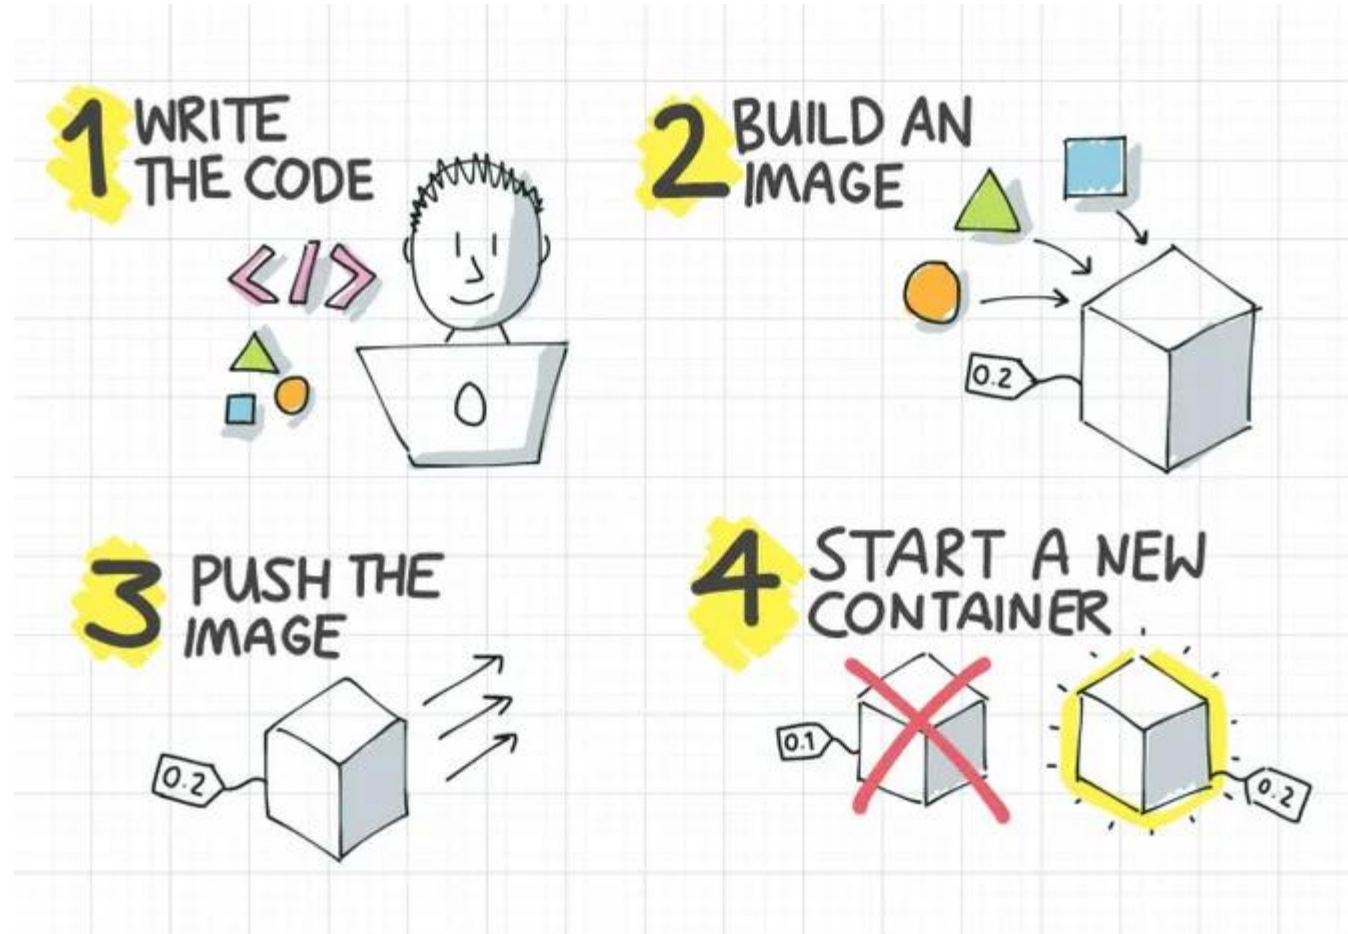 1 WRITE
THE CODE
</>
2 BUILD AN
IMAGE
0.2
3 PUSH THE
IMAGE
0.2
4 START A NEW
CONTAINER
0.1
0.2